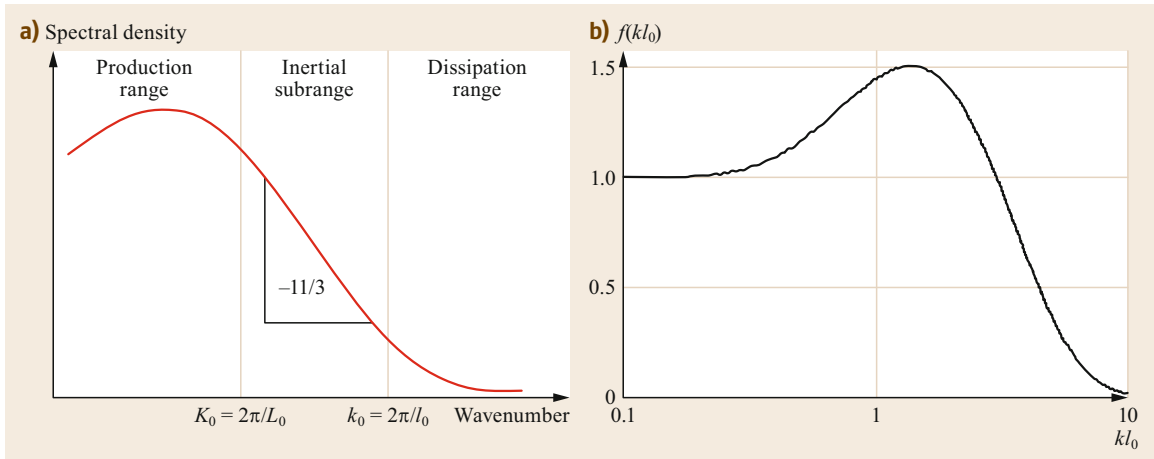 a) Spectral density
Production
range
Inertial
subrange
Dissipation
range
–11/3
K₀ = 2π/L₀
k₀ = 2π/l₀
Wavenumber
b) f(kl₀)
1.5
1.0
0.5
0
0.1
1
10
kl₀